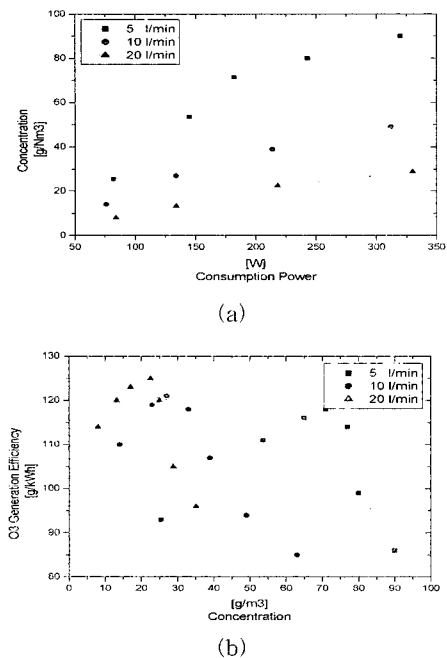 5 l/min
10 l/min
20 l/min
Concentration
[g/Nm3]
100
80
60
40
20
0
50
100
150
200
250
300
350
[W]
Consumption Power
(a)
5 l/min
10 l/min
20 l/min
O3 Generation Efficiency
[g/kWh]
130
120
110
100
90
80
0
10
20
30
40
50
60
70
80
90
100
[g/m3]
Concentration
(b)